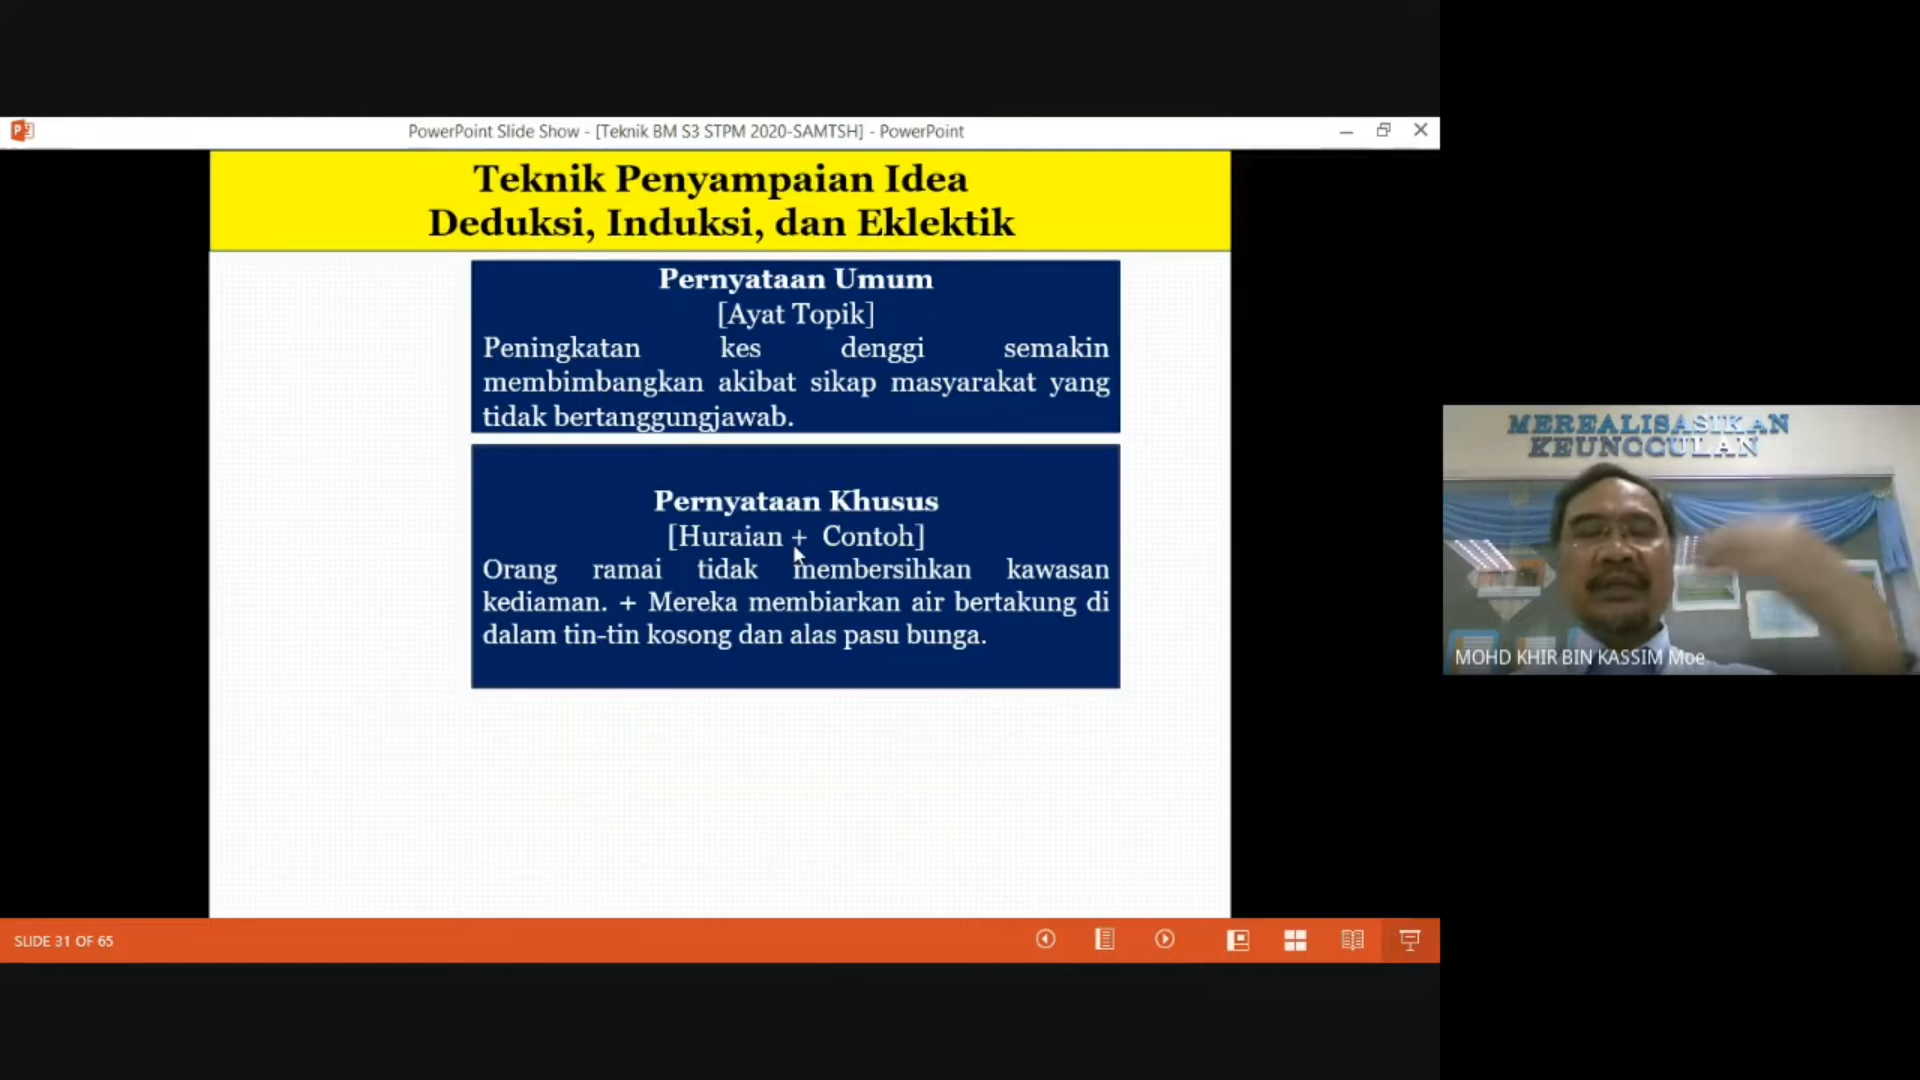 PowerPoint Slide Show - [Teknik BM S3 STPM 2020-SAMTSH] - PowerPoint
Teknik Penyampaian Idea
Deduksi, Induksi, dan Eklektik
Pernyataan Umum
[Ayat Topik]
Peningkatan kes denggi semakin
membimbangkan akibat sikap masyarakat yang
tidak bertanggungjawab.
Pernyataan Khusus
[Huraian + Contoh]
Orang ramai tidak membersihkan kawasan
kediaman. + Mereka membiarkan air bertakung di
dalam tin-tin kosong dan alas pasu bunga.
SLIDE 31 OF 65
MEREALISASIKAN
KEUNGGULAN
MOHD KHIR BIN KASSIM Moe